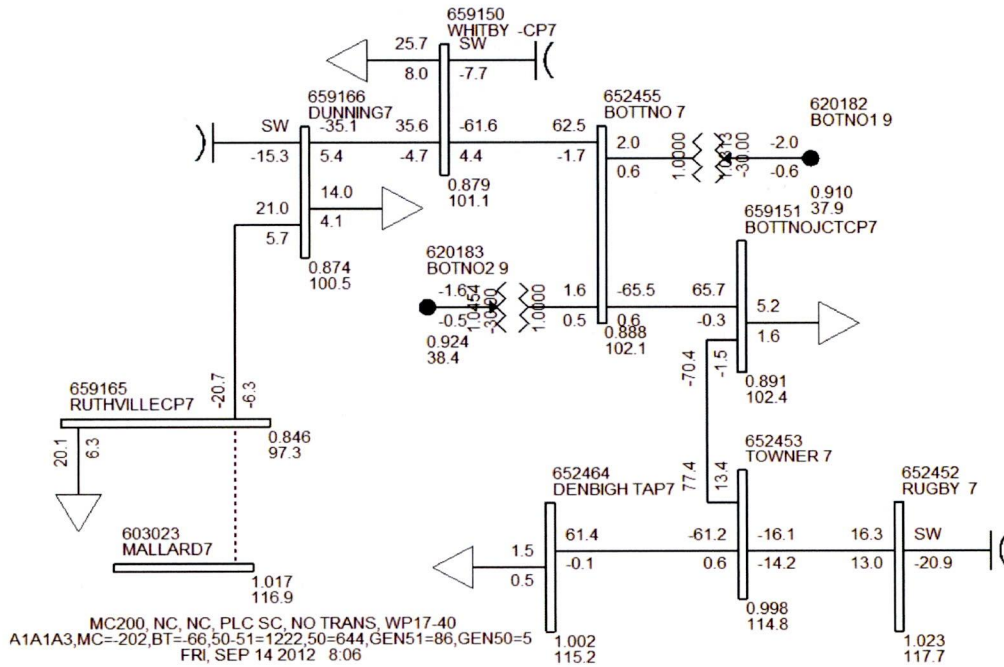 659150
WHITBY -CP7
25.7 SW
8.0 -7.7
659166
DUNNING7
652455
BOTTNO 7
620182
BOTNO1 9
SW -35.1 35.6 -61.6 62.5
-15.3 5.4 -4.7 4.4 -1.7
2.0 1.0000 1.0313 -30.00 -2.0
0.6 -0.6
0.879
101.1
0.910
37.9
14.0
4.1
21.0
5.7
659151
BOTTNOJCTCP7
0.874
100.5
620183
BOTNO2 9
-1.6 1.0454 -30.00 1.0000 1.6 -65.5 65.7
-0.5 0.5 0.6 -0.3
5.2
1.6
0.924
38.4
0.888
102.1
-70.4 -1.5
0.891
102.4
659165
RUTHVILLECP7
-20.7 -6.3
0.846
97.3
20.1 6.3
652453
TOWNER 7
77.4 13.4
652464
DENBIGH TAP7
652452
RUGBY 7
603023
MALLARD7
1.5 61.4 -61.2 -16.1 16.3 SW
0.5 -0.1 0.6 -14.2 13.0 -20.9
1.017
116.9
0.998
114.8
1.002
115.2
1.023
117.7
MC200, NC, NC, PLC SC, NO TRANS, WP17-40
A1A1A3,MC=-202,BT=-66,50-51=1222,50=644,GEN51=86,GEN50=5
FRI, SEP 14 2012 8:06